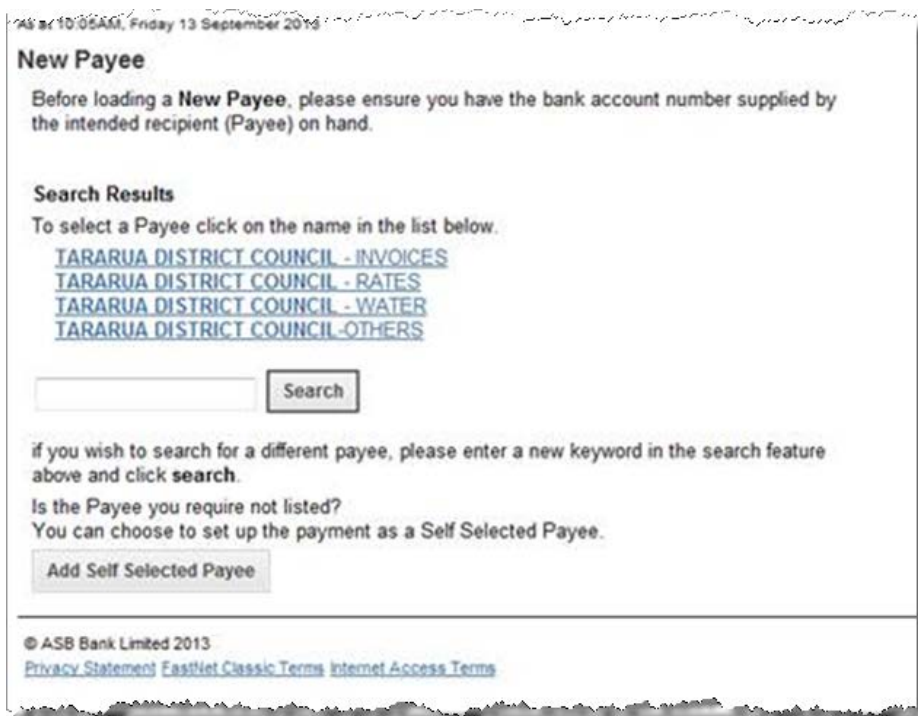 As at 10:05AM, Friday 13 September 2013
New Payee
Before loading a New Payee, please ensure you have the bank account number supplied by
the intended recipient (Payee) on hand.
Search Results
To select a Payee click on the name in the list below.
TARARUA DISTRICT COUNCIL - INVOICES
TARARUA DISTRICT COUNCIL - RATES
TARARUA DISTRICT COUNCIL - WATER
TARARUA DISTRICT COUNCIL-OTHERS
Search
if you wish to search for a different payee, please enter a new keyword in the search feature
above and click search.
Is the Payee you require not listed?
You can choose to set up the payment as a Self Selected Payee.
Add Self Selected Payee
© ASB Bank Limited 2013
Privacy Statement FastNet Classic Terms Internet Access Terms